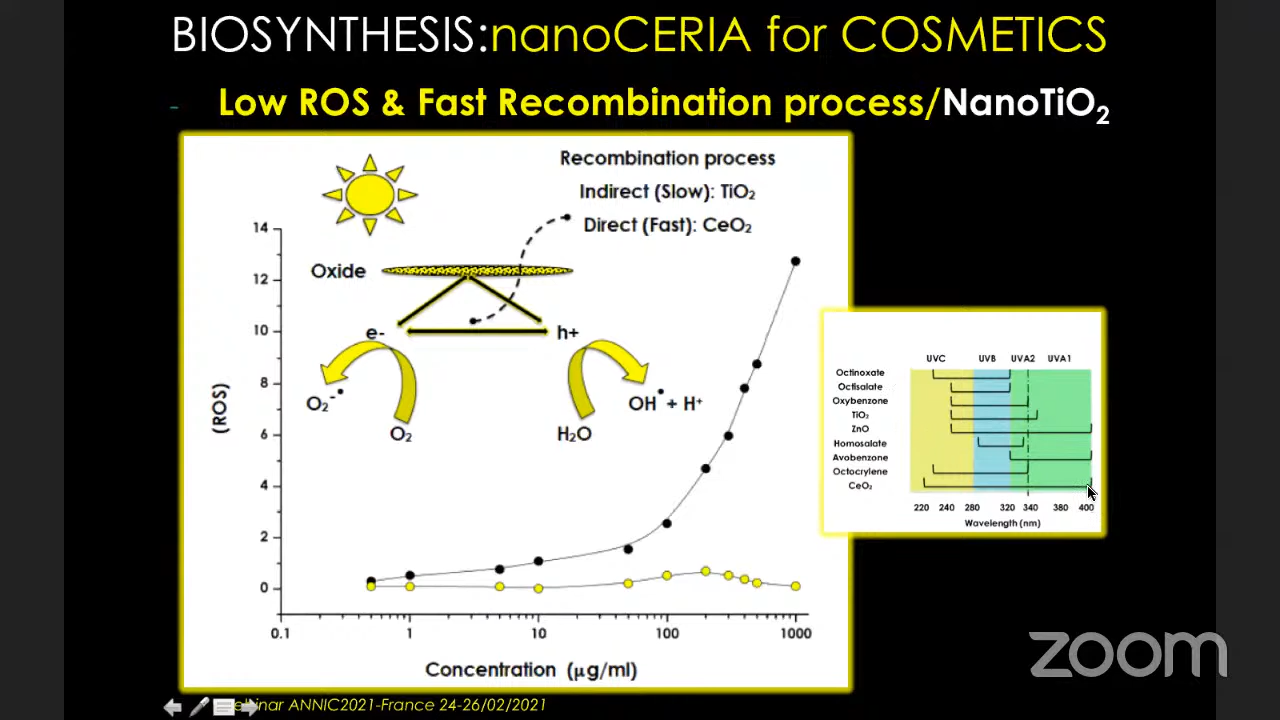 BIOSYNTHESIS:nanoCERIA for COSMETICS
- Low ROS & Fast Recombination process/NanoTiO₂
Recombination process
Indirect (Slow): TiO₂
Direct (Fast): CeO₂
Oxide
e-
h+
O₂⁻•
O₂
H₂O
OH• + H⁺
(ROS)
14
12
10
8
6
4
2
0
0.1 1 10 100 1000
Concentration (µg/ml)
UVC UVB UVA2 UVA1
Octinoxate
Octisalate
Oxybenzone
TiO₂
ZnO
Homosalate
Avobenzone
Octocrylene
CeO₂
220 240 280 320 340 380 400
Wavelength (nm)
zoom
ANNIC2021-France 24-26/02/2021